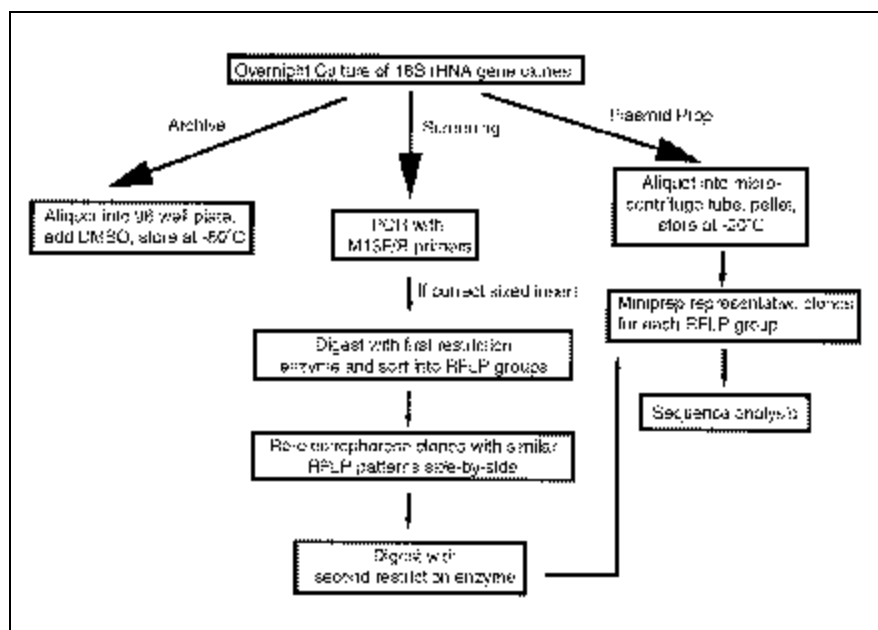 Overnight Culture of 16S rRNA gene clones
Archive
Screening
Plasmid Prep
Aliquot into 96 well plate,
add DMSO, store at -80°C
PCR with
M13F/R primers
Aliquot into micro-
centrifuge tube, pellet,
store at -20°C
If correct sized insert
Miniprep representative clones
for each RFLP group
Digest with first restriction
enzyme and sort into RFLP groups
Sequence analysis
Re-electrophorese clones with similar
RFLP patterns side-by-side
Digest with
second restriction enzyme